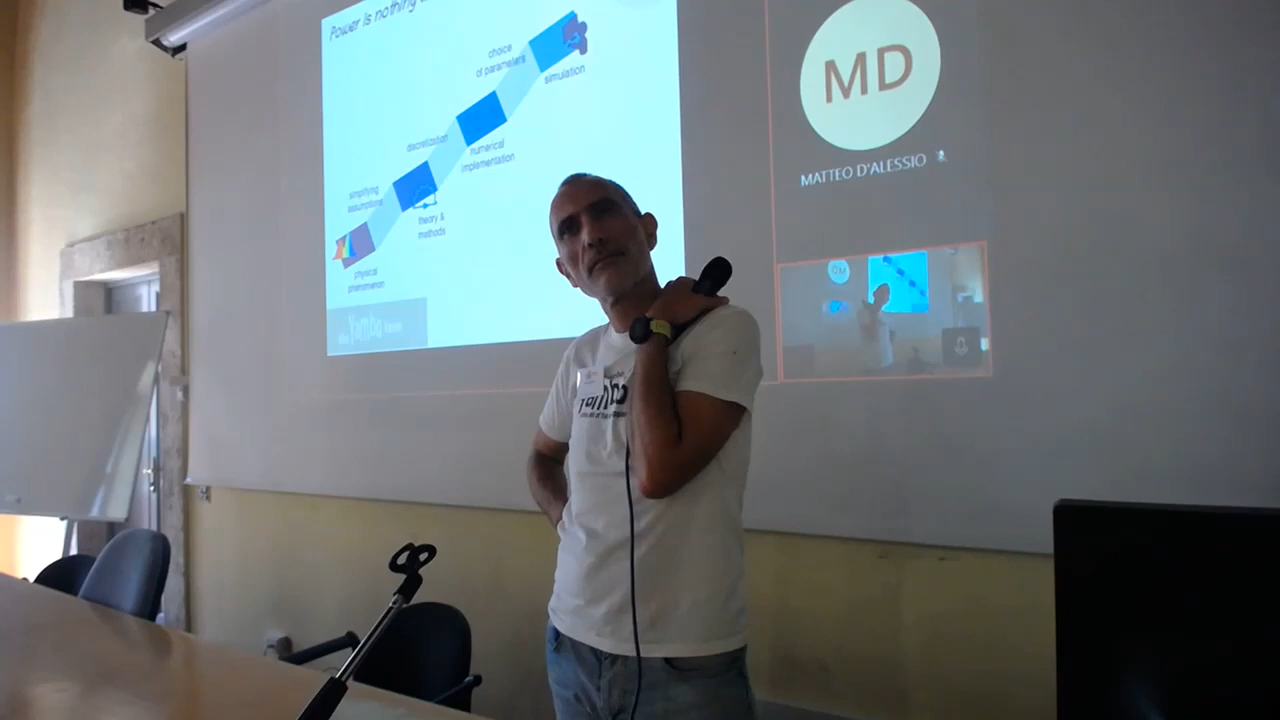 Power is nothing
choice
of parameters
simulation
discretization
numerical
implementation
simplifying
assumptions
theory &
methods
physical
phenomenon
Yambo
MD
MATTEO D'ALESSIO